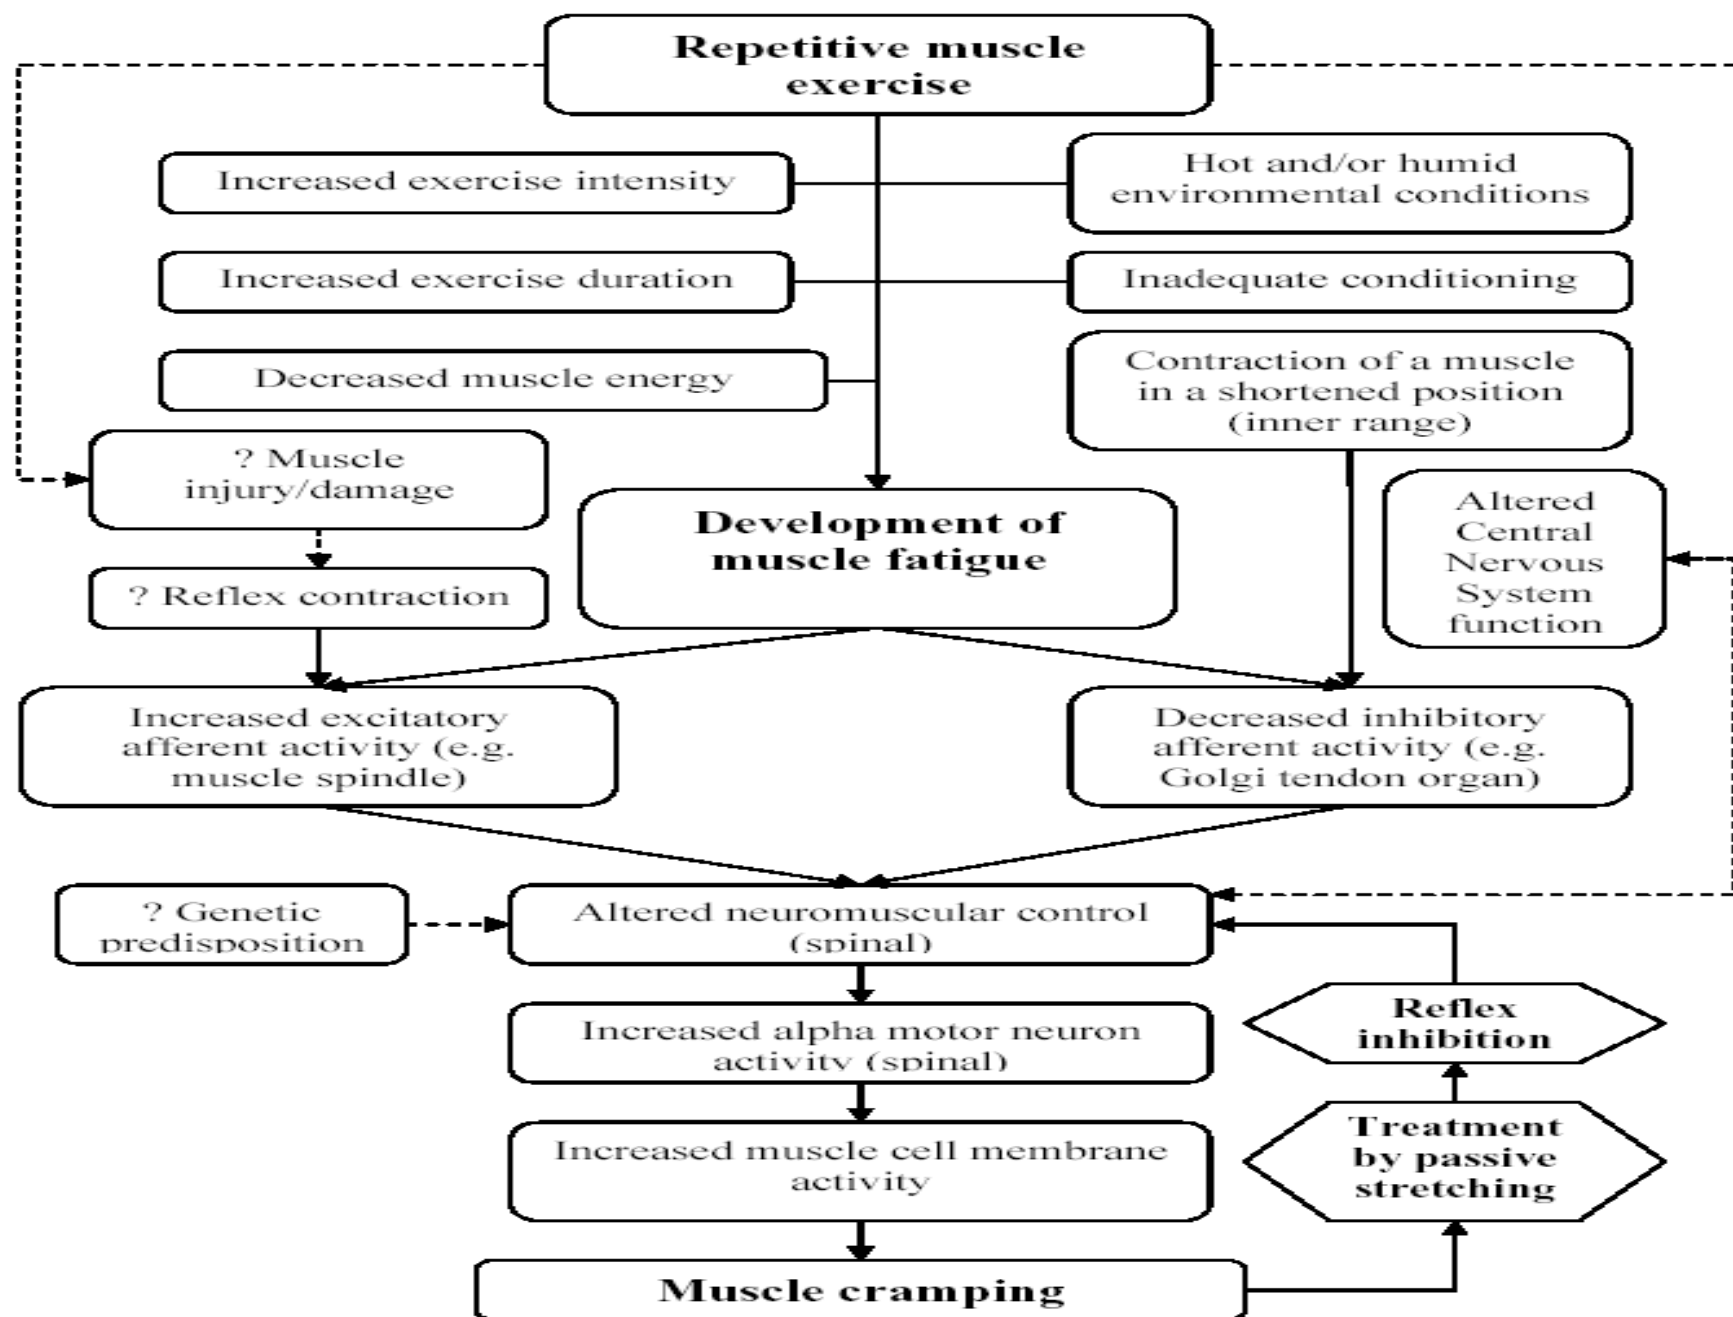 Repetitive muscle
exercise
Increased exercise intensity
Hot and/or humid
environmental conditions
Increased exercise duration
Inadequate conditioning
Decreased muscle energy
Contraction of a muscle
in a shortened position
(inner range)
? Muscle
injury/damage
Development of
muscle fatigue
Altered
Central
Nervous
System
function
? Reflex contraction
Increased excitatory
afferent activity (e.g.
muscle spindle)
Decreased inhibitory
afferent activity (e.g.
Golgi tendon organ)
? Genetic
predisposition
Altered neuromuscular control
(spinal)
Reflex
inhibition
Increased alpha motor neuron
activity (spinal)
Treatment
by passive
stretching
Increased muscle cell membrane
activity
Muscle cramping